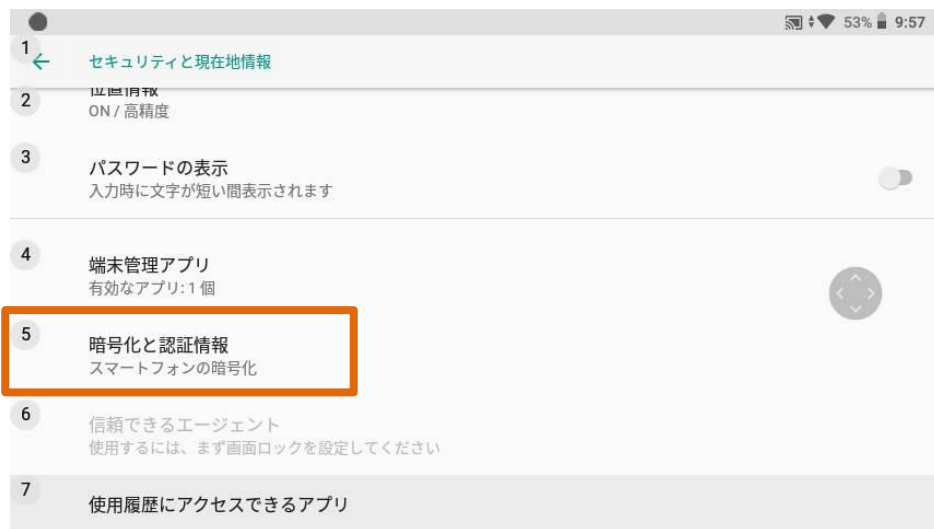 53% 9:57
1
セキュリティと現在地情報
位置情報
2
ON / 高精度
3
パスワードの表示
入力時に文字が短い間表示されます
4
端末管理アプリ
有効なアプリ: 1 個
5
暗号化と認証情報
スマートフォンの暗号化
6
信頼できるエージェント
使用するには、まず画面ロックを設定してください
7
使用履歴にアクセスできるアプリ